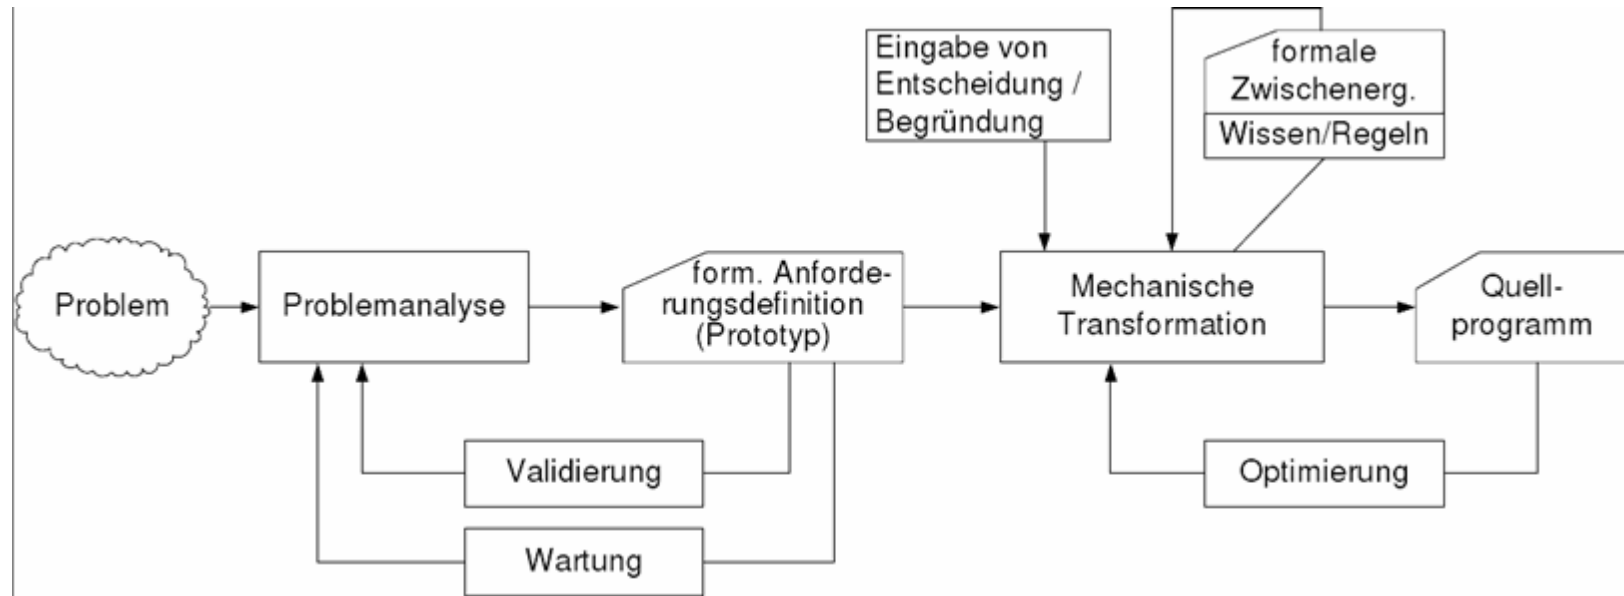 Eingabe von
Entscheidung /
Begründung
formale
Zwischenerg.
Wissen/Regeln
Problem
Problemanalyse
form. Anforde-
rungsdefinition
(Prototyp)
Mechanische
Transformation
Quell-
programm
Validierung
Optimierung
Wartung